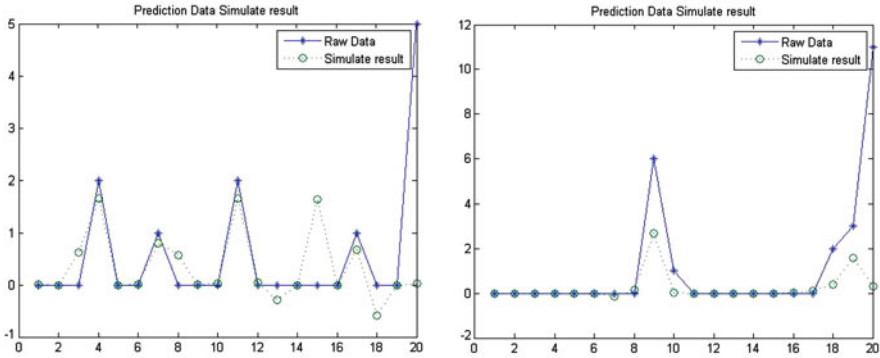 Prediction Data Simulate result
Raw Data
Simulate result
5
4
3
2
1
0
-1
0 2 4 6 8 10 12 14 16 18 20
Prediction Data Simulate result
Raw Data
Simulate result
12
10
8
6
4
2
0
-2
0 2 4 6 8 10 12 14 16 18 20